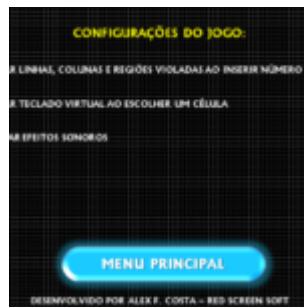 CONFIGURAÇÕES DO JOGO:
R LINHAS, COLUNAS E REGIÕES VIOLADAS AO INSERIR NÚMERO
R TECLADO VIRTUAL AO ESCOLHER UM CÉLULA
AR EFEITOS SONOROS
MENU PRINCIPAL
DESENVOLVIDO POR ALEX F. COSTA – RED SCREEN SOFT